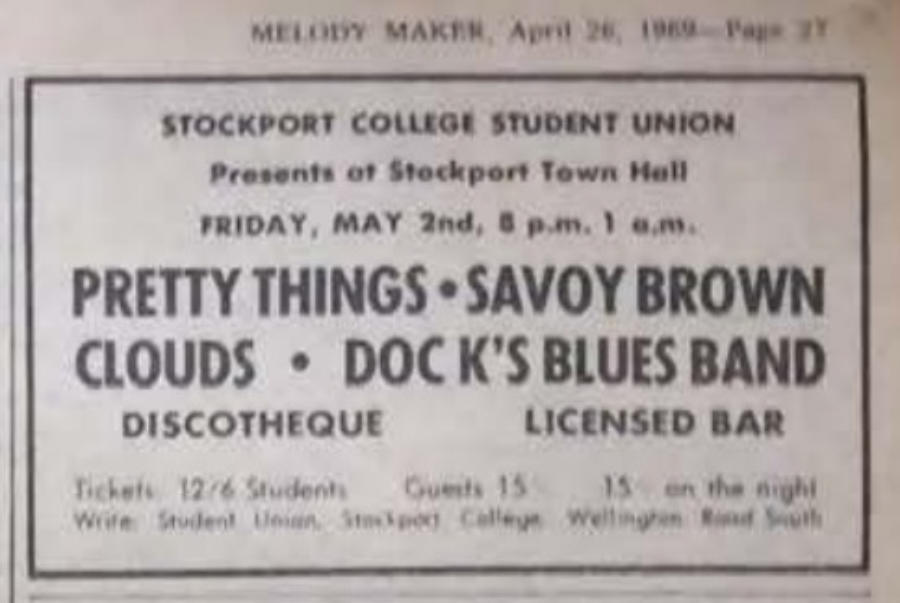 MELODY MAKER, April 26, 1969—Page 27
STOCKPORT COLLEGE STUDENT UNION
Presents at Stockport Town Hall
FRIDAY, MAY 2nd, 8 p.m. 1 a.m.
PRETTY THINGS • SAVOY BROWN
CLOUDS • DOC K'S BLUES BAND
DISCOTHEQUE LICENSED BAR
Tickets 12/6 Students Guests 15 15 on the night
Write: Student Union, Stockport College, Wellington Road South